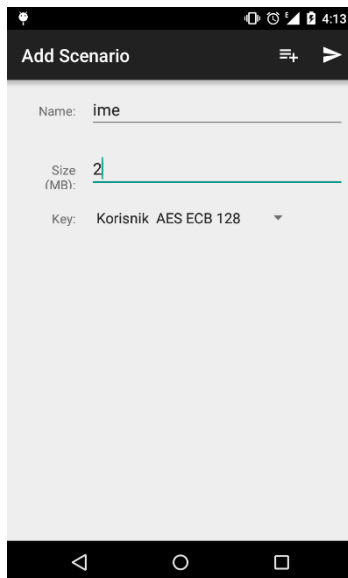 4:13
Add Scenario
Name: ime
Size (MB): 2
Key: Korisnik AES ECB 128